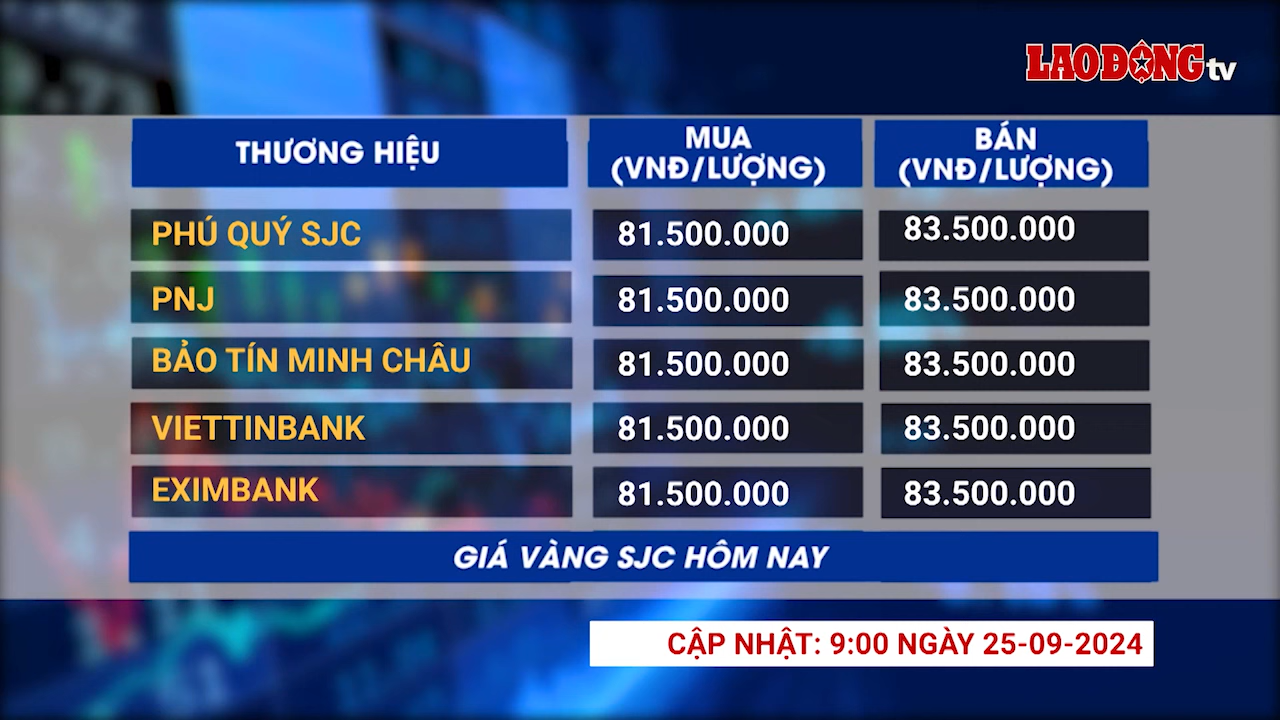 LAO ĐỘNG tv
THƯƠNG HIỆU
MUA
(VNĐ/LƯỢNG)
BÁN
(VNĐ/LƯỢNG)
PHÚ QUÝ SJC 81.500.000 83.500.000
PNJ 81.500.000 83.500.000
BẢO TÍN MINH CHÂU 81.500.000 83.500.000
VIETTINBANK 81.500.000 83.500.000
EXIMBANK 81.500.000 83.500.000
GIÁ VÀNG SJC HÔM NAY
CẬP NHẬT: 9:00 NGÀY 25-09-2024